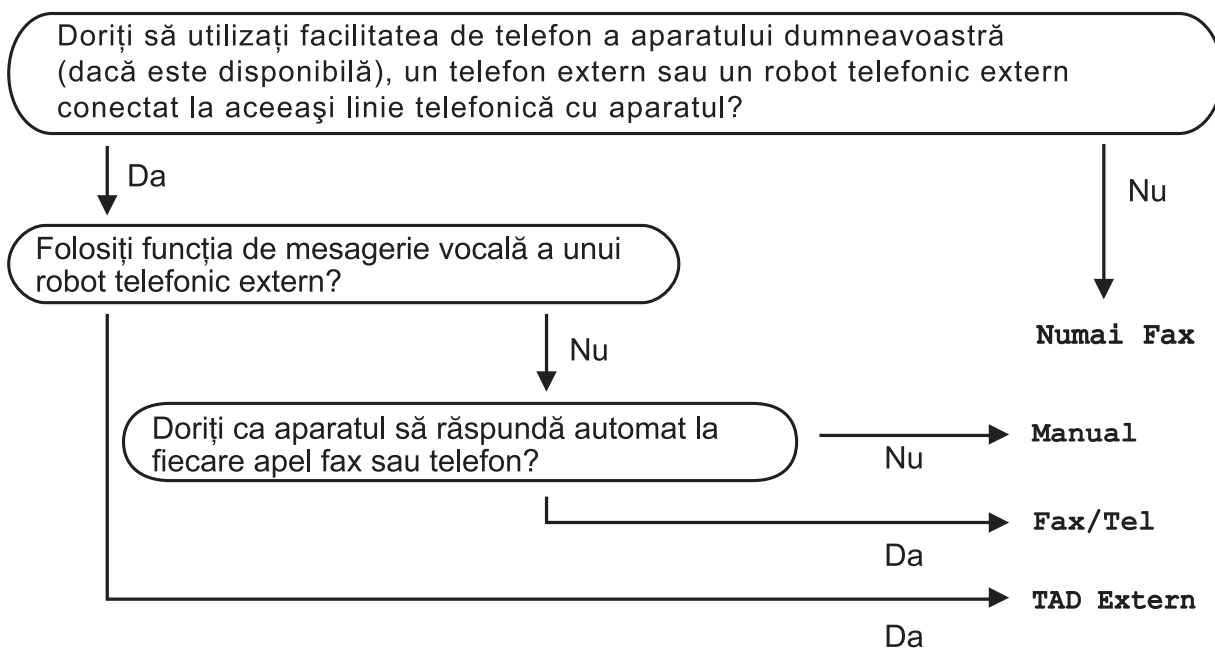 Doriți să utilizați facilitatea de telefon a aparatului dumneavoastră
(dacă este disponibilă), un telefon extern sau un robot telefonic extern
conectat la aceeaşi linie telefonică cu aparatul?
Da
Nu
Folosiți funcția de mesagerie vocală a unui
robot telefonic extern?
Numai Fax
Nu
Doriți ca aparatul să răspundă automat la
fiecare apel fax sau telefon?
Manual
Nu
Fax/Tel
Da
TAD Extern
Da